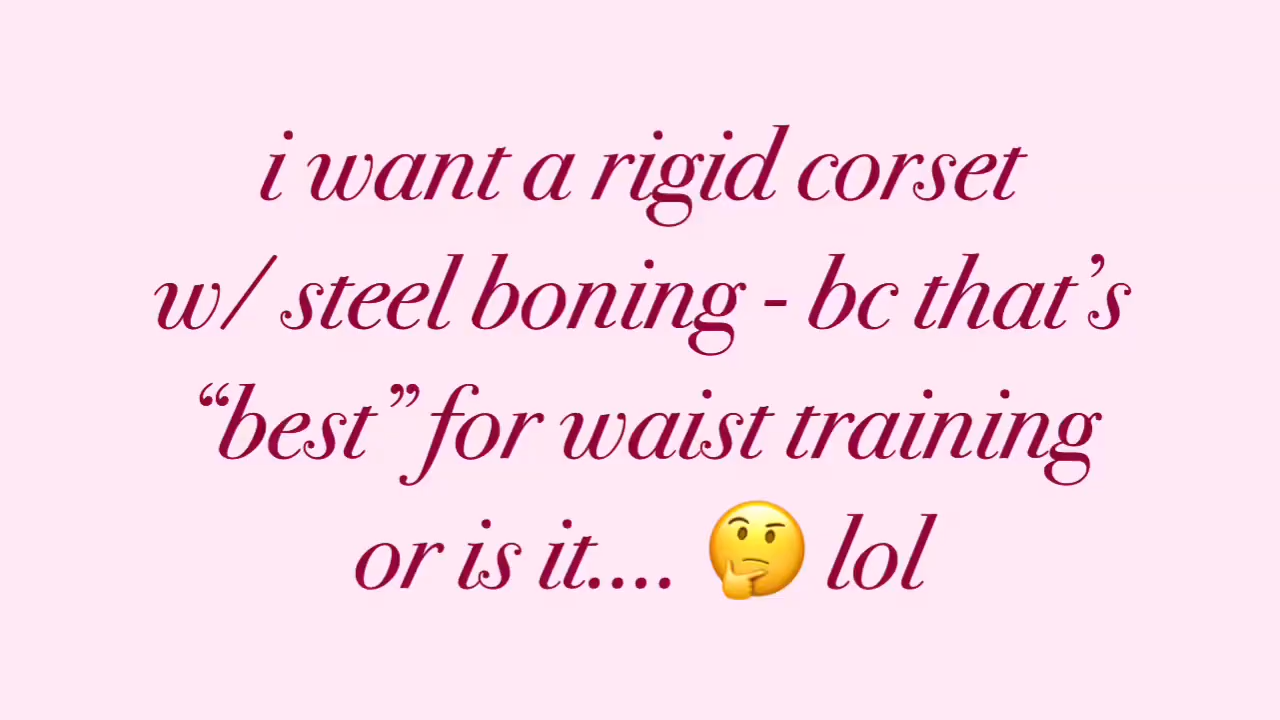 i want a rigid corset
w/ steel boning - bc that’s
“best” for waist training
or is it.... 🤔 lol